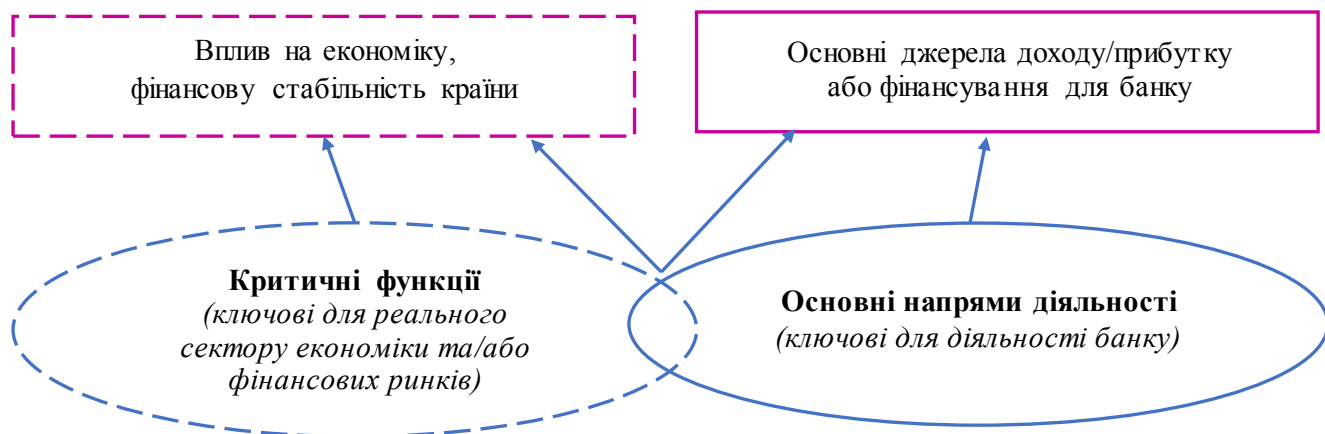 Вплив на економіку,
фінансову стабільність країни
Основні джерела доходу/прибутку
або фінансування для банку
Критичні функції
(ключові для реального
сектору економіки та/або
фінансових ринків)
Основні напрями діяльності
(ключові для діяльності банку)